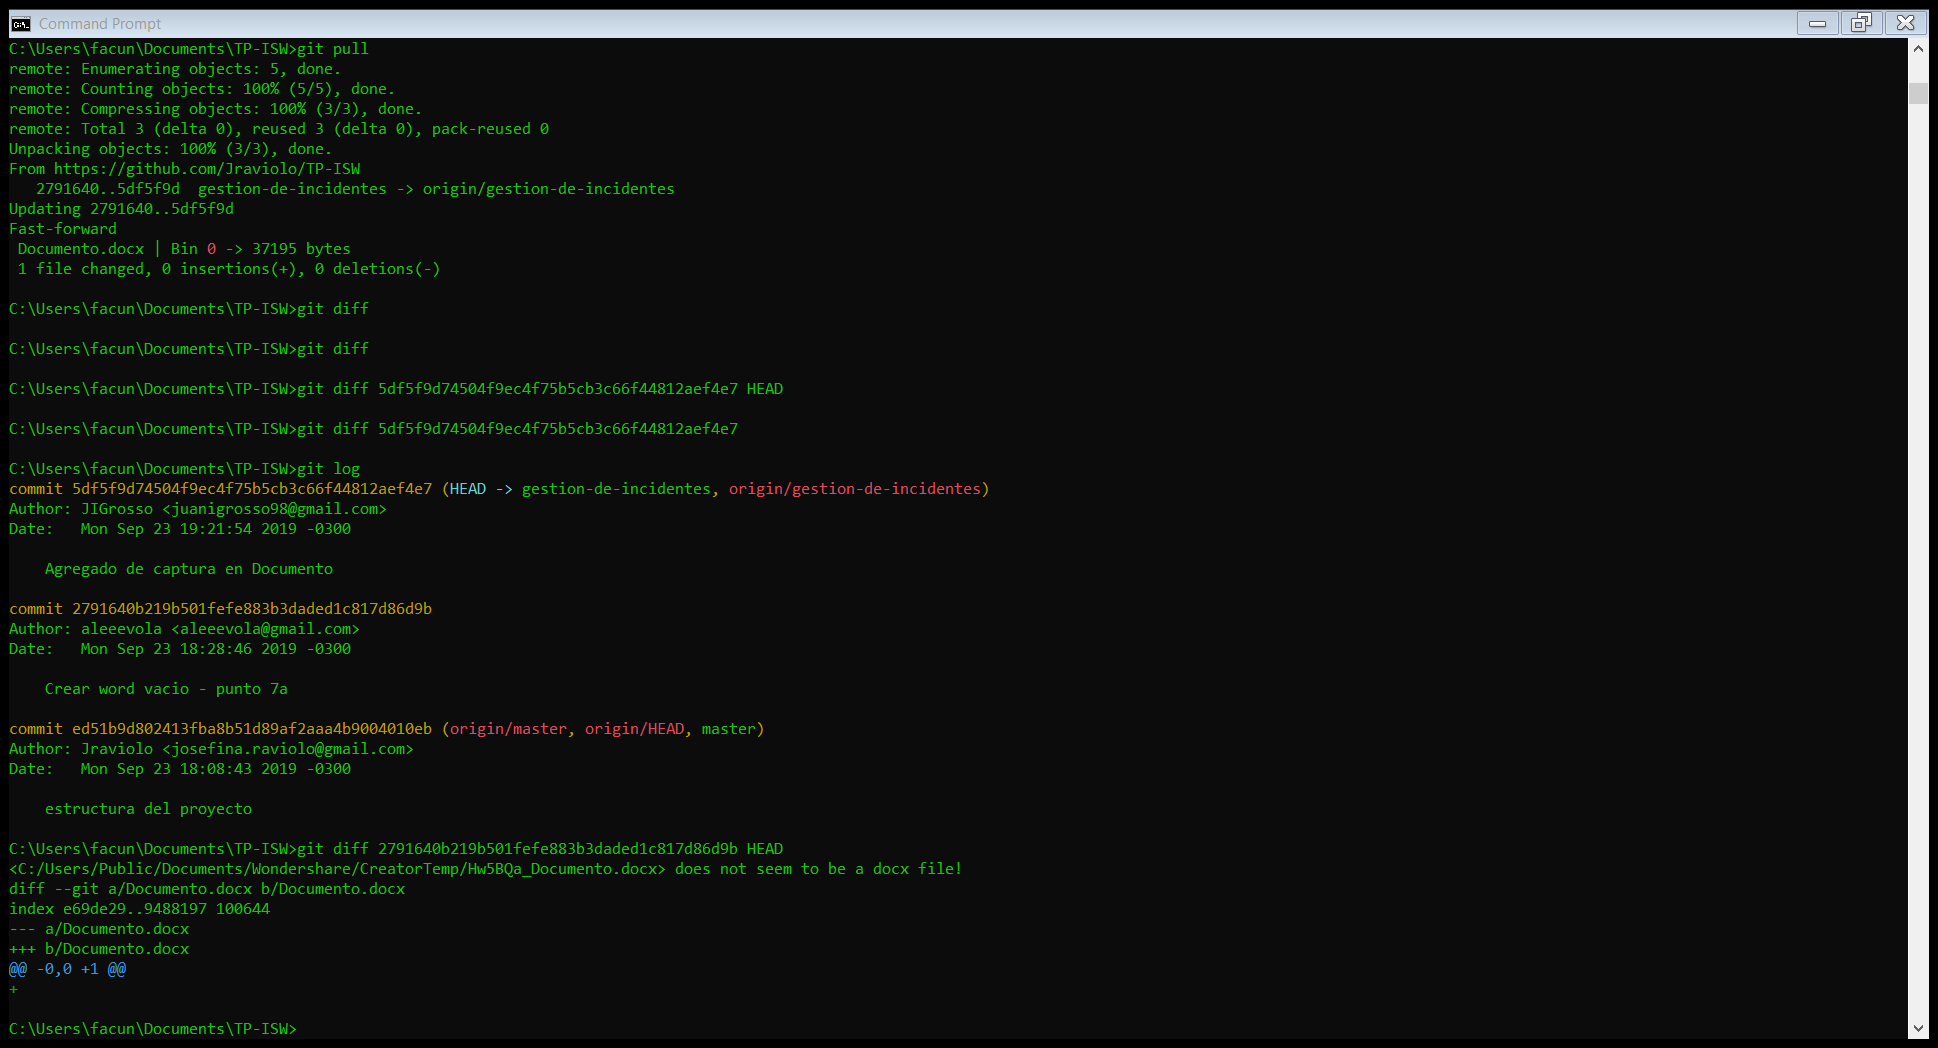 Command Prompt
C:\Users\facun\Documents\TP-ISW>git pull
remote: Enumerating objects: 5, done.
remote: Counting objects: 100% (5/5), done.
remote: Compressing objects: 100% (3/3), done.
remote: Total 3 (delta 0), reused 3 (delta 0), pack-reused 0
Unpacking objects: 100% (3/3), done.
From https://github.com/Jraviolo/TP-ISW
   2791640..5df5f9d  gestion-de-incidentes -> origin/gestion-de-incidentes
Updating 2791640..5df5f9d
Fast-forward
 Documento.docx | Bin 0 -> 37195 bytes
 1 file changed, 0 insertions(+), 0 deletions(-)
C:\Users\facun\Documents\TP-ISW>git diff
C:\Users\facun\Documents\TP-ISW>git diff
C:\Users\facun\Documents\TP-ISW>git diff 5df5f9d74504f9ec4f75b5cb3c66f44812aef4e7 HEAD
C:\Users\facun\Documents\TP-ISW>git diff 5df5f9d74504f9ec4f75b5cb3c66f44812aef4e7
C:\Users\facun\Documents\TP-ISW>git log
commit 5df5f9d74504f9ec4f75b5cb3c66f44812aef4e7 (HEAD -> gestion-de-incidentes, origin/gestion-de-incidentes)
Author: JIGrosso <juanigrosso98@gmail.com>
Date:   Mon Sep 23 19:21:54 2019 -0300
    Agregado de captura en Documento
commit 2791640b219b501fefe883b3daded1c817d86d9b
Author: aleeevola <aleeevola@gmail.com>
Date:   Mon Sep 23 18:28:46 2019 -0300
    Crear word vacio - punto 7a
commit ed51b9d802413fba8b51d89af2aaa4b9004010eb (origin/master, origin/HEAD, master)
Author: Jraviolo <josefina.raviolo@gmail.com>
Date:   Mon Sep 23 18:08:43 2019 -0300
    estructura del proyecto
C:\Users\facun\Documents\TP-ISW>git diff 2791640b219b501fefe883b3daded1c817d86d9b HEAD
<C:/Users/Public/Documents/Wondershare/CreatorTemp/Hw5BQa_Documento.docx> does not seem to be a docx file!
diff --git a/Documento.docx b/Documento.docx
index e69de29..9488197 100644
--- a/Documento.docx
+++ b/Documento.docx
@@ -0,0 +1 @@
+
C:\Users\facun\Documents\TP-ISW>